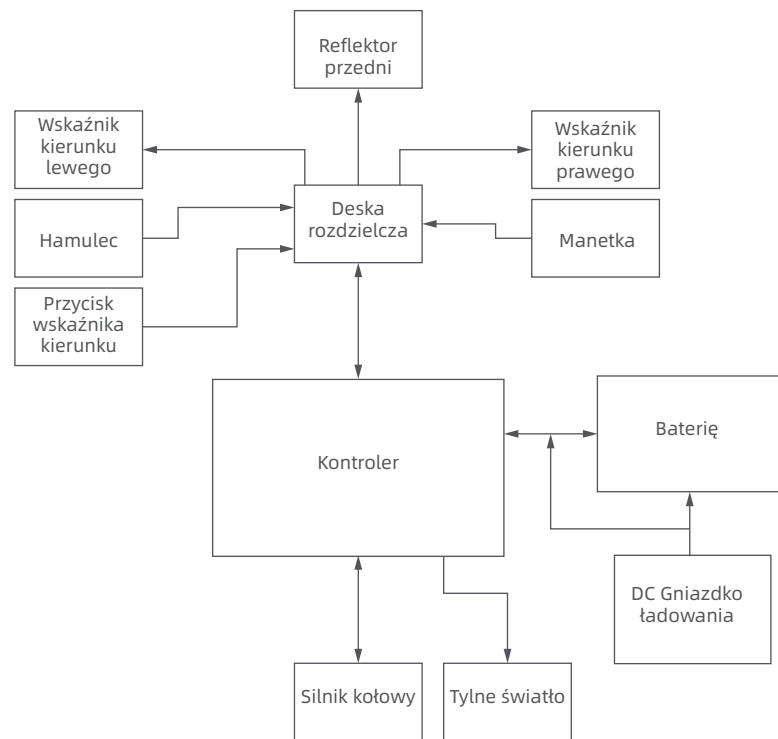 Reflektor
przedni
Wskaźnik
kierunku
lewego
Wskaźnik
kierunku
prawego
Deska
rozdzielcza
Hamulec
Manetka
Przycisk
wskaźnika
kierunku
Kontroler
Baterię
DC Gniazdko
ładowania
Silnik kołowy
Tylne światło